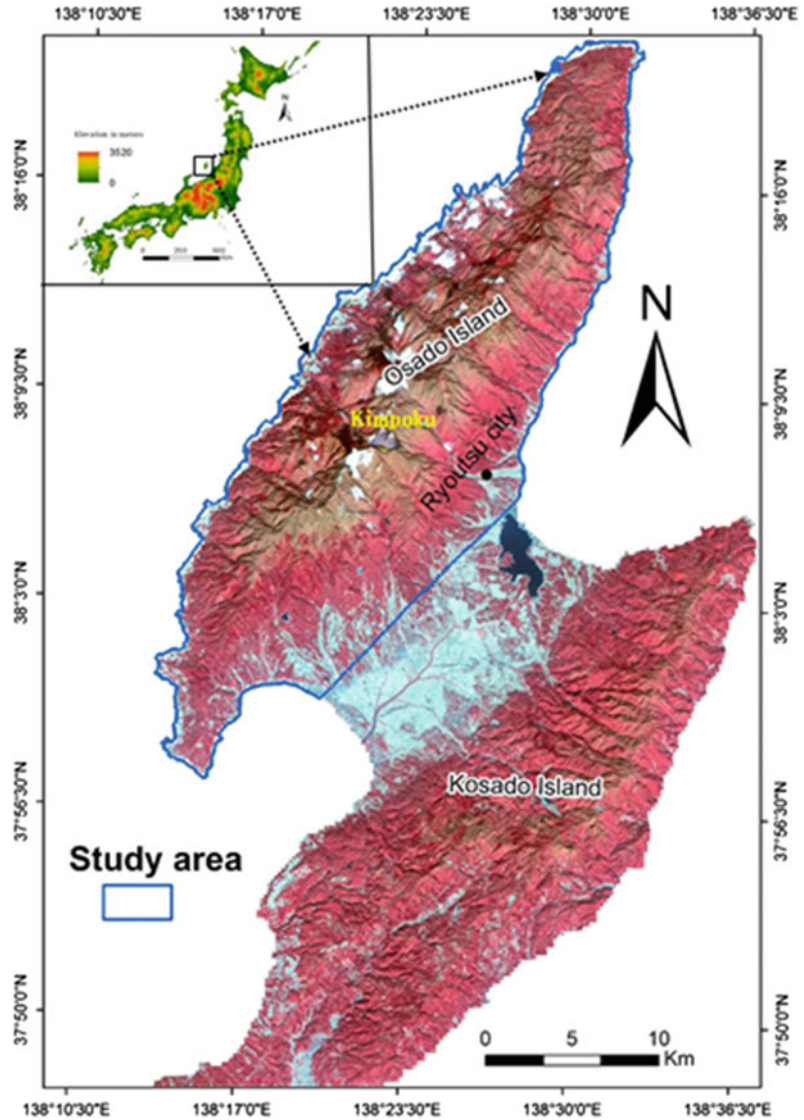 138°10'30"E 138°17'0"E 138°23'30"E 138°30'0"E 138°36'30"E
N
Elevation in meters
3520
0
0 250 500
Km
38°16'0"N
38°16'0"N
Osado Island
N
38°9'30"N
38°9'30"N
Kimpoku
Ryoutsu city
38°3'0"N
38°3'0"N
Kosado Island
37°56'30"N
37°56'30"N
Study area
37°50'0"N
37°50'0"N
0 5 10
Km
138°10'30"E 138°17'0"E 138°23'30"E 138°30'0"E 138°36'30"E